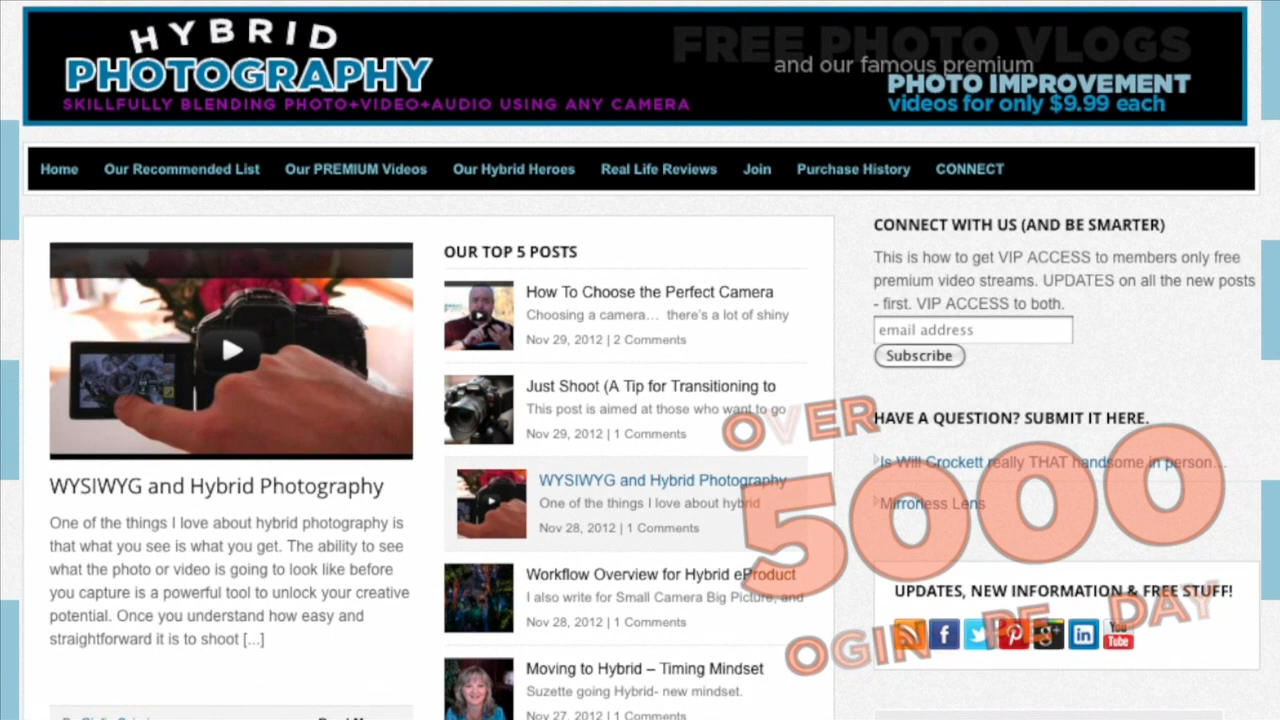 HYBRID
PHOTOGRAPHY
SKILLFULLY BLENDING PHOTO+VIDEO+AUDIO USING ANY CAMERA
FREE PHOTO VLOGS
and our famous premium
PHOTO IMPROVEMENT
videos for only $9.99 each
Home Our Recommended List Our PREMIUM Videos Our Hybrid Heroes Real Life Reviews Join Purchase History CONNECT
WYSIWYG and Hybrid Photography
One of the things I love about hybrid photography is
that what you see is what you get. The ability to see
what the photo or video is going to look like before
you capture is a powerful tool to unlock your creative
potential. Once you understand how easy and
straightforward it is to shoot [...]
OUR TOP 5 POSTS
How To Choose the Perfect Camera
Choosing a camera… there's a lot of shiny
Nov 29, 2012 | 2 Comments
Just Shoot (A Tip for Transitioning to
This post is aimed at those who want to go
Nov 29, 2012 | 1 Comments
WYSIWYG and Hybrid Photography
One of the things I love about hybrid
Nov 28, 2012 | 1 Comments
Workflow Overview for Hybrid eProduct
I also write for Small Camera Big Picture, and
Nov 28, 2012 | 1 Comments
Moving to Hybrid – Timing Mindset
Suzette going Hybrid- new mindset.
Nov 27, 2012 | 1 Comments
CONNECT WITH US (AND BE SMARTER)
This is how to get VIP ACCESS to members only free
premium video streams. UPDATES on all the new posts
- first. VIP ACCESS to both.
email address
Subscribe
HAVE A QUESTION? SUBMIT IT HERE.
Is Will Crockett really THAT handsome in person...
Mirrorless Lens
UPDATES, NEW INFORMATION & FREE STUFF!
You
Tube
OVER
5000
OGIN PE DAY